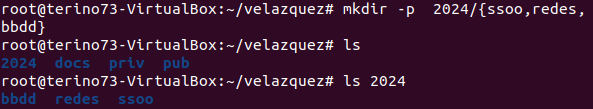 root@terino73-VirtualBox:~/velazquez# mkdir -p  2024/{ssoo,redes,
bbdd}
root@terino73-VirtualBox:~/velazquez# ls
2024  docs  priv  pub
root@terino73-VirtualBox:~/velazquez# ls 2024
bbdd  redes  ssoo